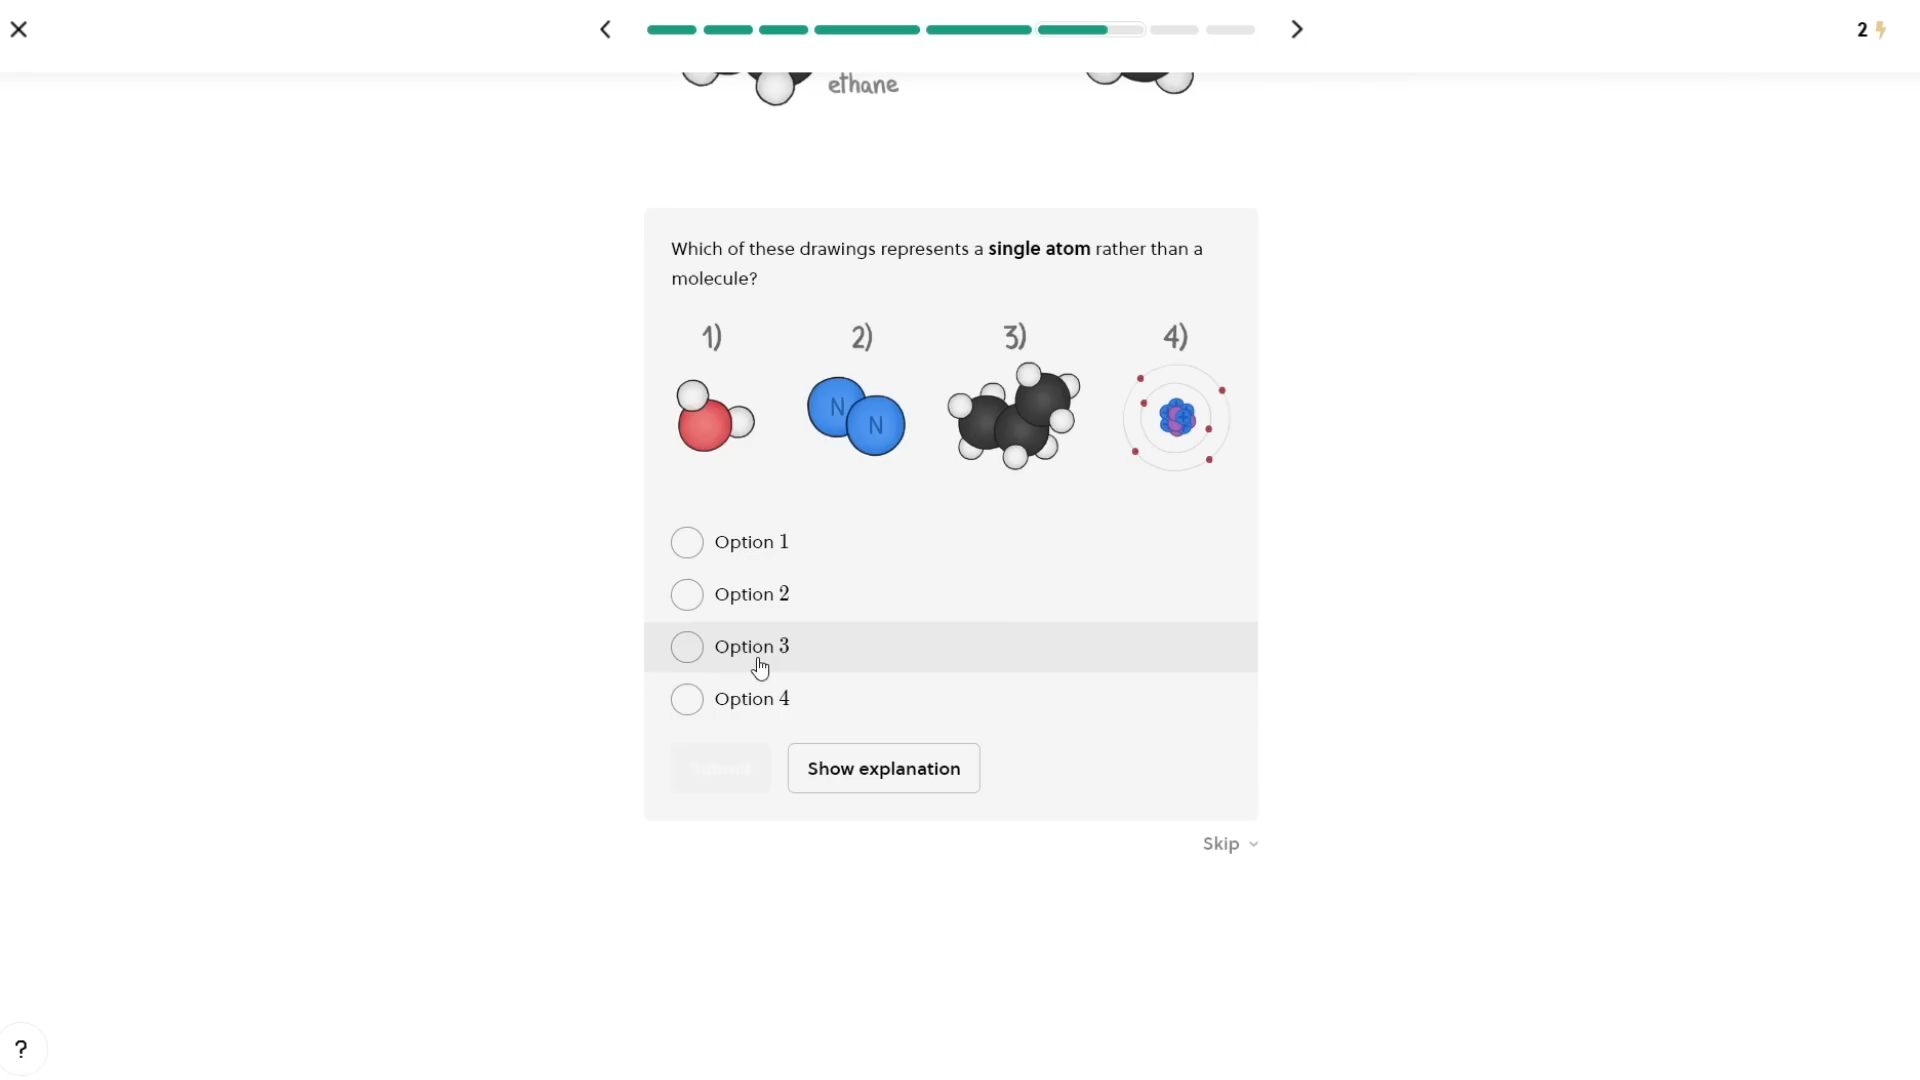 2
ethane
Which of these drawings represents a single atom rather than a
molecule?
1) 2) 3) 4)
N N
Option 1
Option 2
Option 3
Option 4
Submit Show explanation
Skip
?